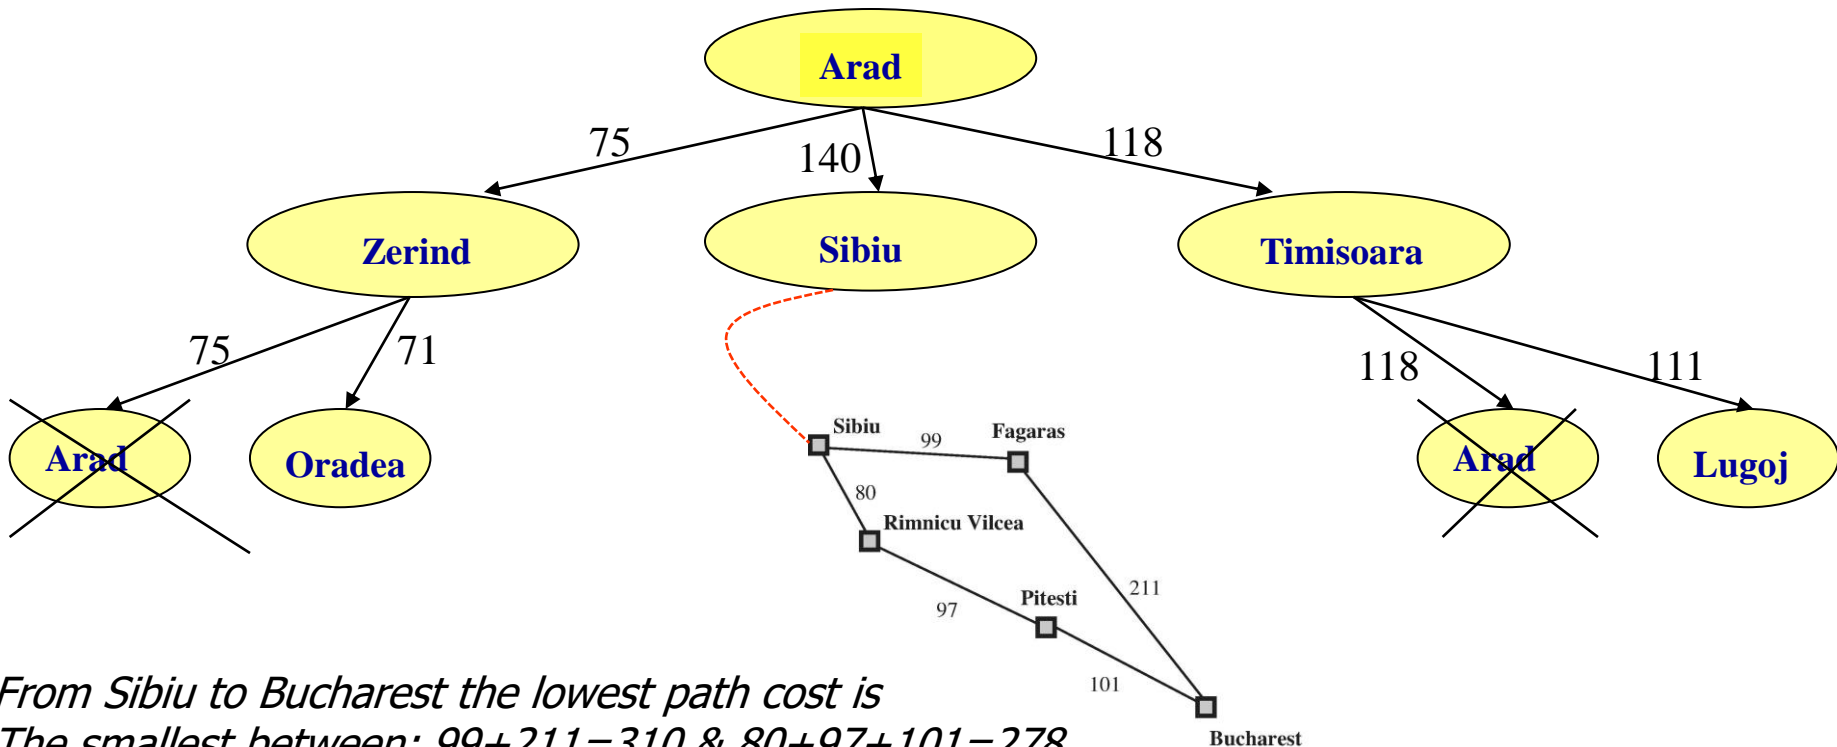 Arad
75
140
118
Zerind
Sibiu
Timisoara
75
71
118
111
Arad
Oradea
Arad
Lugoj
Sibiu
99
Fagaras
80
Rimnicu Vilcea
97
Pitesti
211
101
Bucharest
From Sibiu to Bucharest the lowest path cost is
The smallest between: 99+211=310 & 80+97+101=278